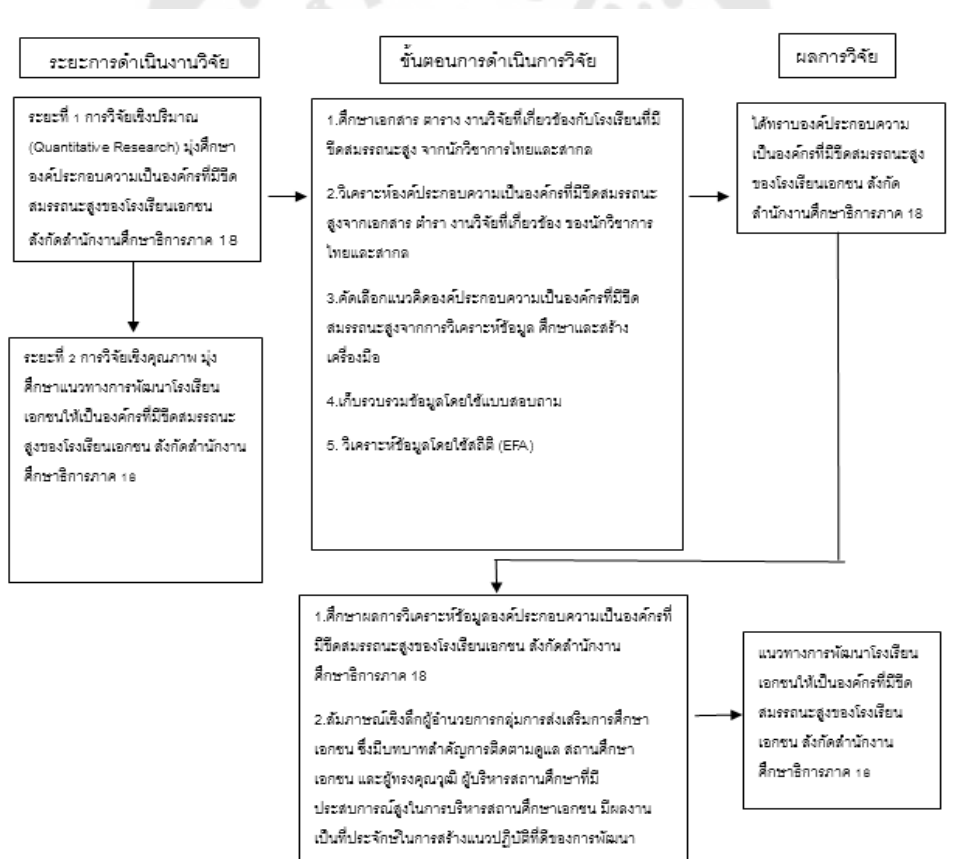 ระยะการดำเนินงานวิจัย
ขั้นตอนการดำเนินการวิจัย
ผลการวิจัย
ระยะที่ 1 การวิจัยเชิงปริมาณ
(Quantitative Research) มุ่งศึกษา
องค์ประกอบความเป็นองค์กรที่มีขีด
สมรรถนะสูงของโรงเรียนเอกชน
สังกัดสำนักงานศึกษาธิการภาค 18
1.ศึกษาเอกสาร ตาราง งานวิจัยที่เกี่ยวข้องกับโรงเรียนที่มี
ขีดสมรรถนะสูง จากนักวิชาการไทยและสากล
2.วิเคราะห์องค์ประกอบความเป็นองค์กรที่มีขีดสมรรถนะ
สูงจากเอกสาร ตำรา งานวิจัยที่เกี่ยวข้อง ของนักวิชาการ
ไทยและสากล
3.คัดเลือกแนวคิดองค์ประกอบความเป็นองค์กรที่มีขีด
สมรรถนะสูงจากการวิเคราะห์ข้อมูล ศึกษาและสร้าง
เครื่องมือ
4.เก็บรวบรวมข้อมูลโดยใช้แบบสอบถาม
5. วิเคราะห์ข้อมูลโดยใช้สถิติ (EFA)
ได้ทราบองค์ประกอบความ
เป็นองค์กรที่มีขีดสมรรถนะสูง
ของโรงเรียนเอกชน สังกัด
สำนักงานศึกษาธิการภาค 18
ระยะที่ 2 การวิจัยเชิงคุณภาพ มุ่ง
ศึกษาแนวทางการพัฒนาโรงเรียน
เอกชนให้เป็นองค์กรที่มีขีดสมรรถนะ
สูงของโรงเรียนเอกชน สังกัดสำนักงาน
ศึกษาธิการภาค 18
1.ศึกษาผลการวิเคราะห์ข้อมูลองค์ประกอบความเป็นองค์กรที่
มีขีดสมรรถนะสูงของโรงเรียนเอกชน สังกัดสำนักงาน
ศึกษาธิการภาค 18
2.สัมภาษณ์เชิงลึกผู้อำนวยการกลุ่มการส่งเสริมการศึกษา
เอกชน ซึ่งมีบทบาทสำคัญการติดตามดูแล สถานศึกษา
เอกชน และผู้ทรงคุณวุฒิ ผู้บริหารสถานศึกษาที่มี
ประสบการณ์สูงในการบริหารสถานศึกษาเอกชน มีผลงาน
เป็นที่ประจักษ์ในการสร้างแนวปฏิบัติที่ดีของการพัฒนา
แนวทางการพัฒนาโรงเรียน
เอกชนให้เป็นองค์กรที่มีขีด
สมรรถนะสูงของโรงเรียน
เอกชน สังกัดสำนักงาน
ศึกษาธิการภาค 18